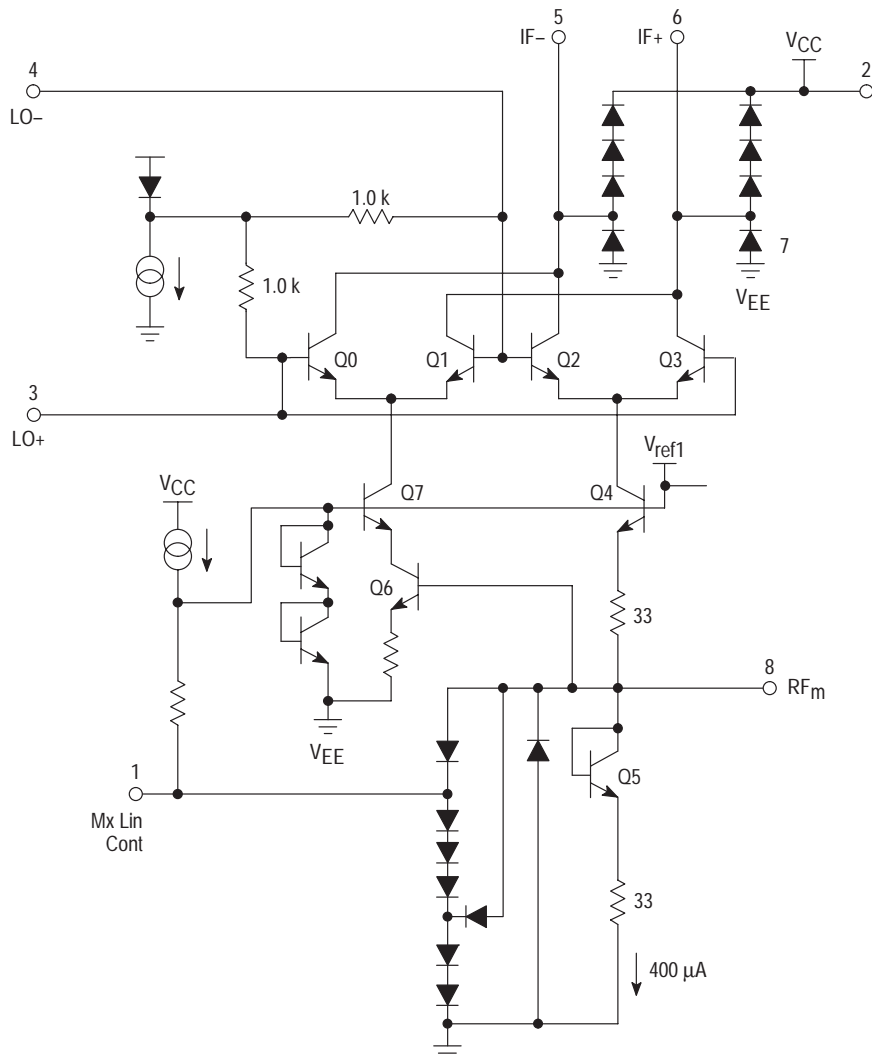 5
6
IF–
IF+
VCC
4
2
LO–
1.0 k
1.0 k
7
VEE
Q0
Q1
Q2
Q3
3
LO+
Vref1
VCC
Q7
Q4
Q6
33
8
RFm
VEE
Q5
1
Mx Lin
Cont
33
400 µA